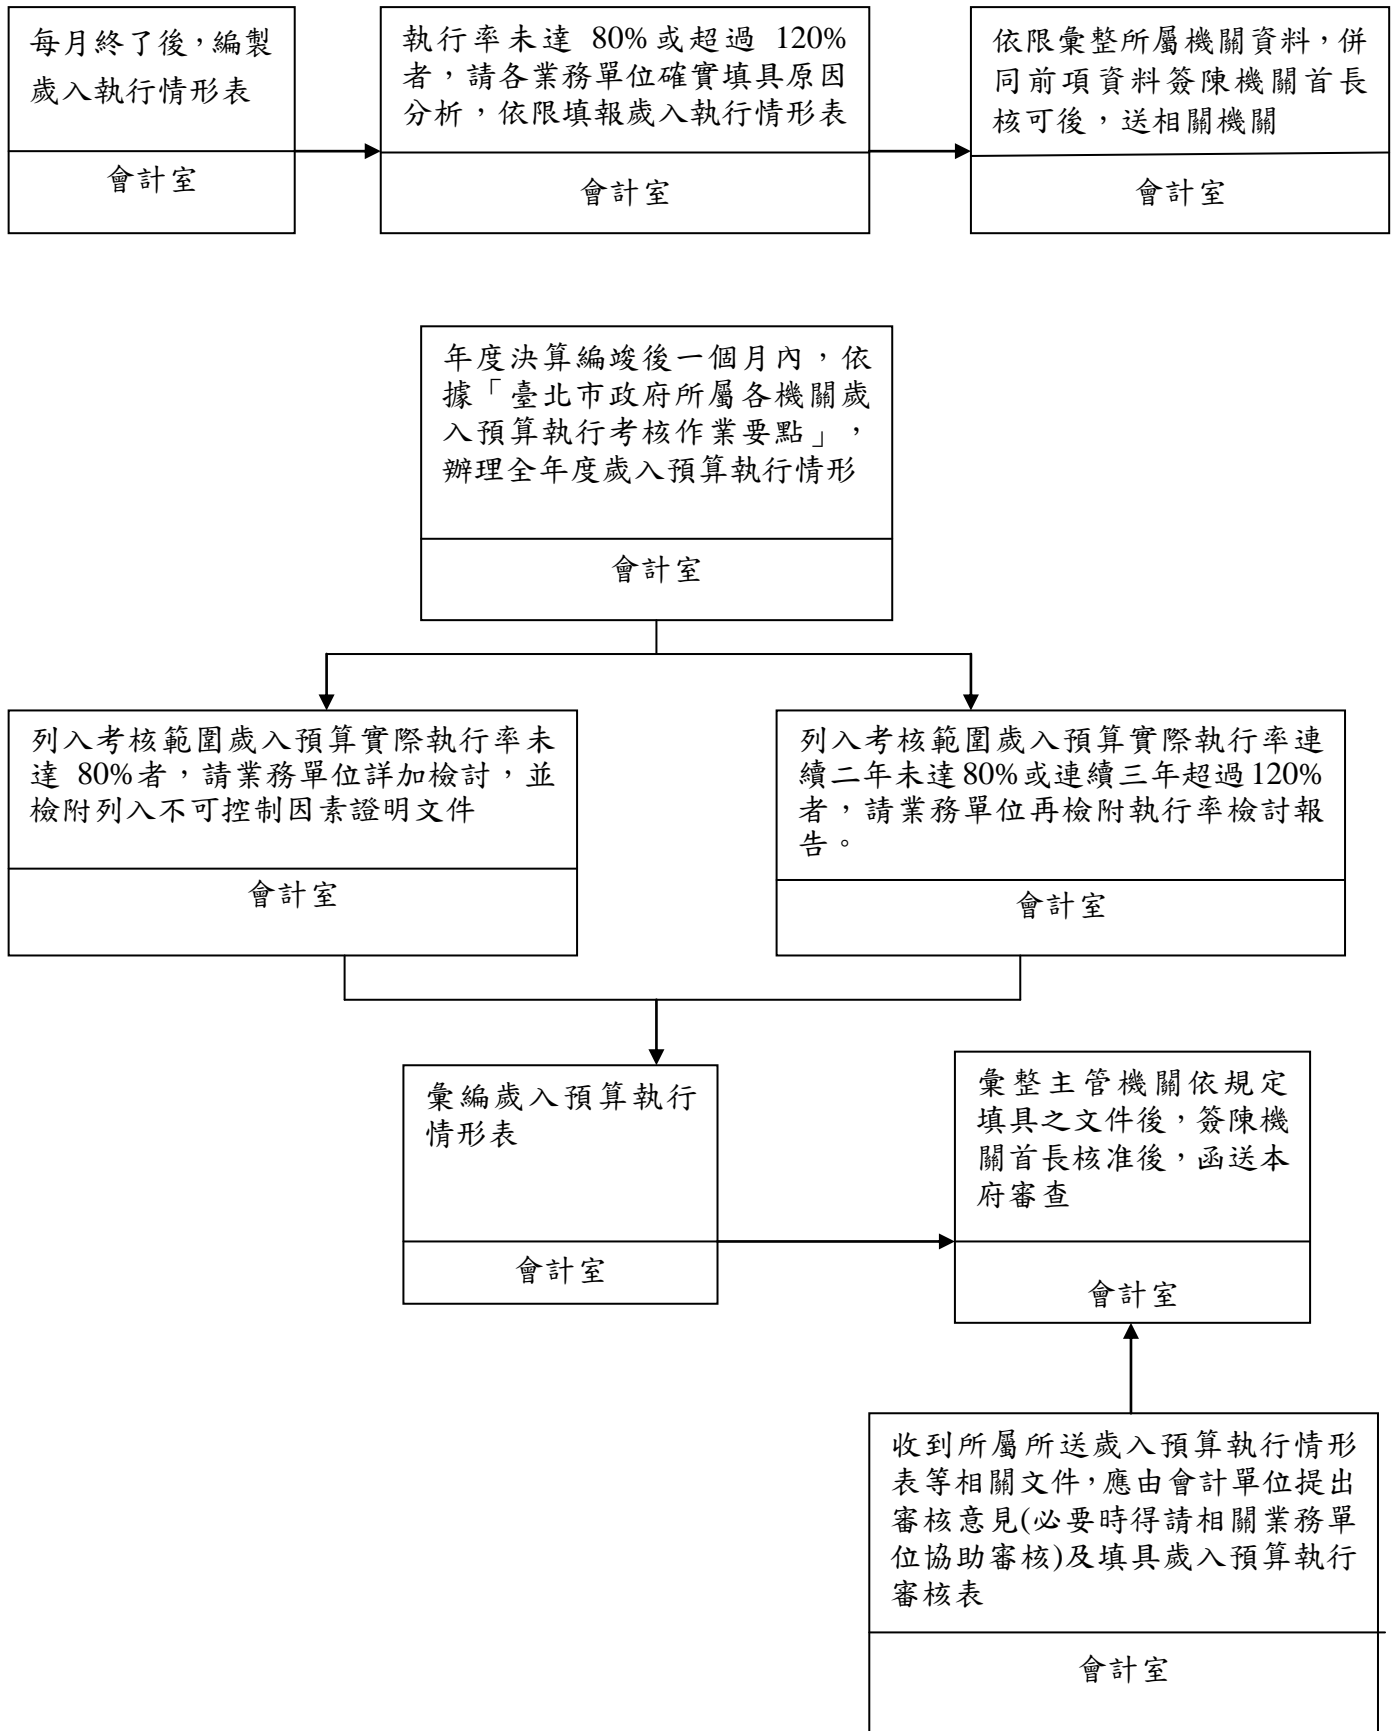 每月終了後，編製
歲入執行情形表
會計室
執行率未達 80%或超過 120%
者，請各業務單位確實填具原因
分析，依限填報歲入執行情形表
會計室
依限彙整所屬機關資料，併
同前項資料簽陳機關首長
核可後，送相關機關
會計室
年度決算編竣後一個月內，依
據「臺北市政府所屬各機關歲
入預算執行考核作業要點」，
辦理全年度歲入預算執行情形
會計室
列入考核範圍歲入預算實際執行率未
達 80%者，請業務單位詳加檢討，並
檢附列入不可控制因素證明文件
會計室
列入考核範圍歲入預算實際執行率連
續二年未達80%或連續三年超過120%
者，請業務單位再檢附執行率檢討報
告。
會計室
彙編歲入預算執行
情形表
會計室
彙整主管機關依規定
填具之文件後，簽陳機
關首長核准後，函送本
府審查
會計室
收到所屬所送歲入預算執行情形
表等相關文件，應由會計單位提出
審核意見(必要時得請相關業務單
位協助審核)及填具歲入預算執行
審核表
會計室